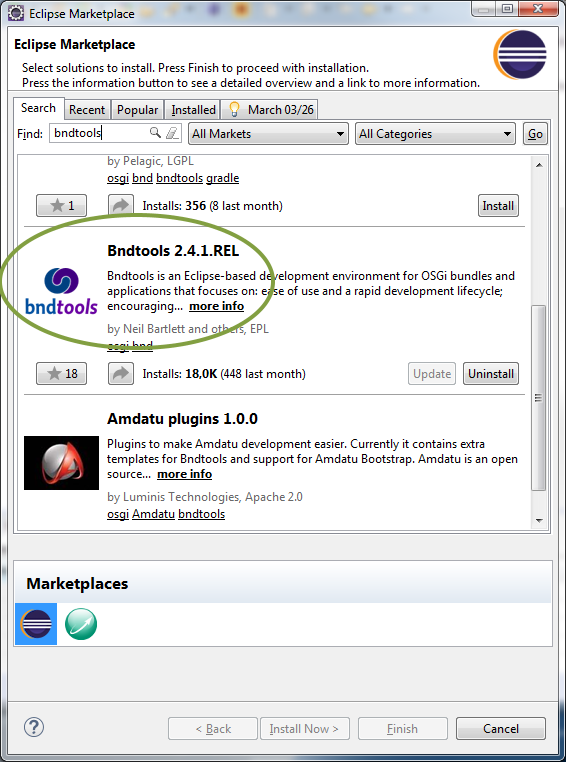 Eclipse Marketplace
Eclipse Marketplace
Select solutions to install. Press Finish to proceed with installation.
Press the information button to see a detailed overview and a link to more information.
Search Recent Popular Installed March 03/26
Find: bndtools All Markets All Categories Go
by Pelagic, LGPL
osgi bnd bndtools gradle
1 Installs: 356 (8 last month) Install
Bndtools 2.4.1.REL
Bndtools is an Eclipse-based development environment for OSGi bundles and
applications that focuses on: ease of use and a rapid development lifecycle;
encouraging... more info
bndtools
by Neil Bartlett and others, EPL
osgi bnd
18 Installs: 18,0K (448 last month) Update Uninstall
Amdatu plugins 1.0.0
Plugins to make Amdatu development easier. Currently it contains extra
templates for Bndtools and support for Amdatu Bootstrap. Amdatu is an open
source... more info
by Luminis Technologies, Apache 2.0
osgi Amdatu bndtools
Marketplaces
? < Back Install Now > Finish Cancel